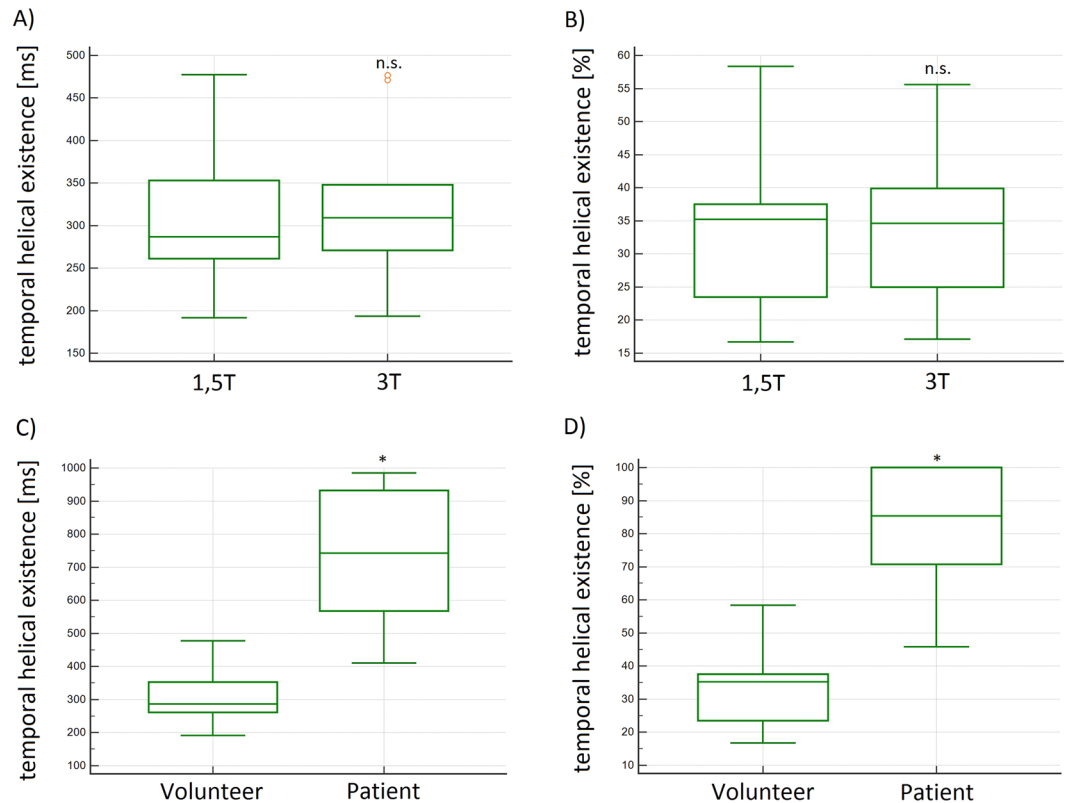 A)
temporal helical existence [ms]
500
450
400
350
300
250
200
150
n.s.
1,5T
3T
B)
temporal helical existence [%]
60
55
50
45
40
35
30
25
20
15
n.s.
1,5T
3T
C)
temporal helical existence [ms]
1000
900
800
700
600
500
400
300
200
100
*
Volunteer
Patient
D)
temporal helical existence [%]
100
90
80
70
60
50
40
30
20
10
*
Volunteer
Patient